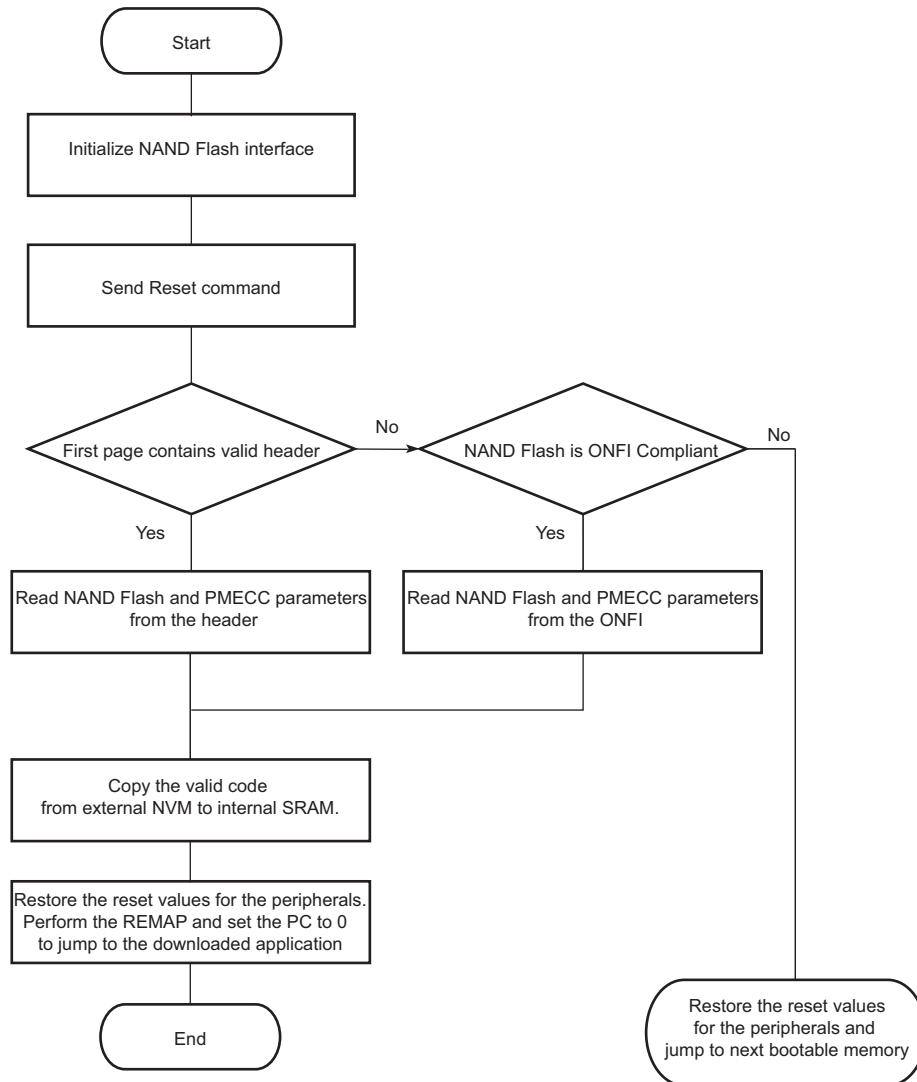 Start
Initialize NAND Flash interface
Send Reset command
First page contains valid header
No
NAND Flash is ONFI Compliant
No
Yes
Yes
Read NAND Flash and PMECC parameters
from the header
Read NAND Flash and PMECC parameters
from the ONFI
Copy the valid code
from external NVM to internal SRAM.
Restore the reset values for the peripherals.
Perform the REMAP and set the PC to 0
to jump to the downloaded application
End
Restore the reset values
for the peripherals and
jump to next bootable memory